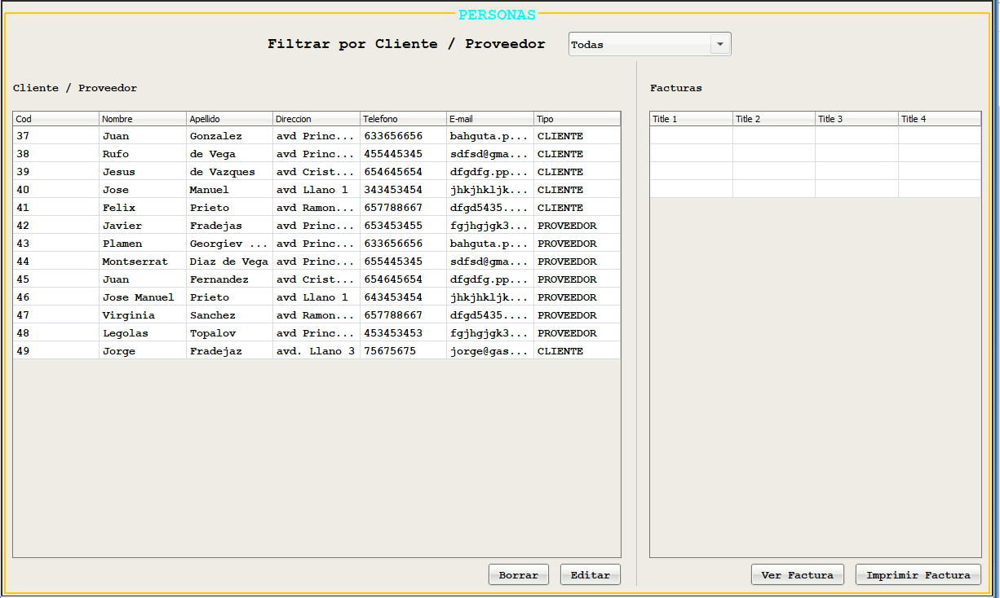 PERSONAS
Filtrar por Cliente / Proveedor Todas
Cliente / Proveedor
Facturas
Cod Nombre Apellido Direccion Telefono E-mail Tipo
37 Juan Gonzalez avd Princ... 633656656 bahguta.p... CLIENTE
38 Rufo de Vega avd Princ... 455445345 sdfsd@gma... CLIENTE
39 Jesus de Vazques avd Crist... 654645654 dfgdfg.pp... CLIENTE
40 Jose Manuel avd Llano 1 343453454 jhkjhkljk... CLIENTE
41 Felix Prieto avd Ramon... 657788667 dfgd5435.... CLIENTE
42 Javier Fradejas avd Princ... 653453455 fgjhgjgk3... PROVEEDOR
43 Plamen Georgiev ... avd Princ... 633656656 bahguta.p... PROVEEDOR
44 Montserrat Diaz de Vega avd Princ... 655445345 sdfsd@gma... PROVEEDOR
45 Juan Fernandez avd Crist... 654645654 dfgdfg.pp... PROVEEDOR
46 Jose Manuel Prieto avd Llano 1 643453454 jhkjhkljk... PROVEEDOR
47 Virginia Sanchez avd Ramon... 657788667 dfgd5435.... PROVEEDOR
48 Legolas Topalov avd Princ... 453453453 fgjhgjgk3... PROVEEDOR
49 Jorge Fradejaz avd. Llano 3 75675675 jorge@gas... CLIENTE
Title 1 Title 2 Title 3 Title 4
Borrar Editar
Ver Factura Imprimir Factura